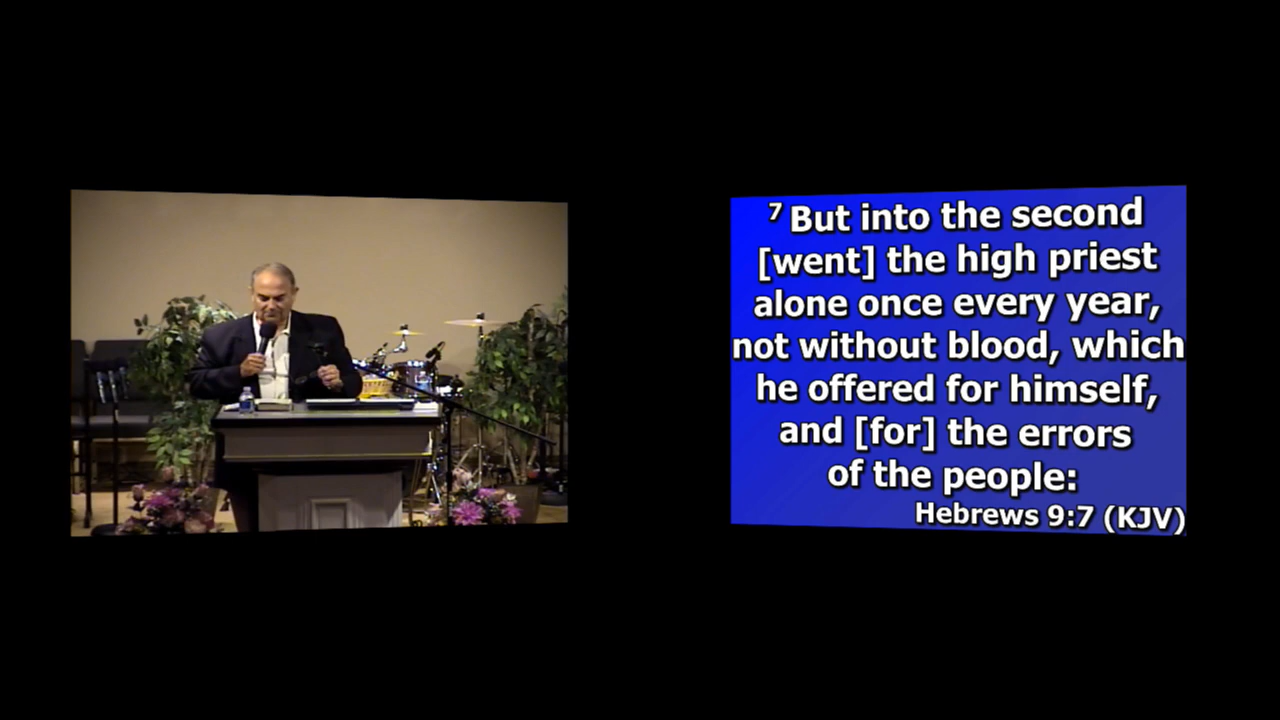 7 But into the second
[went] the high priest
alone once every year,
not without blood, which
he offered for himself,
and [for] the errors
of the people:
Hebrews 9:7 (KJV)